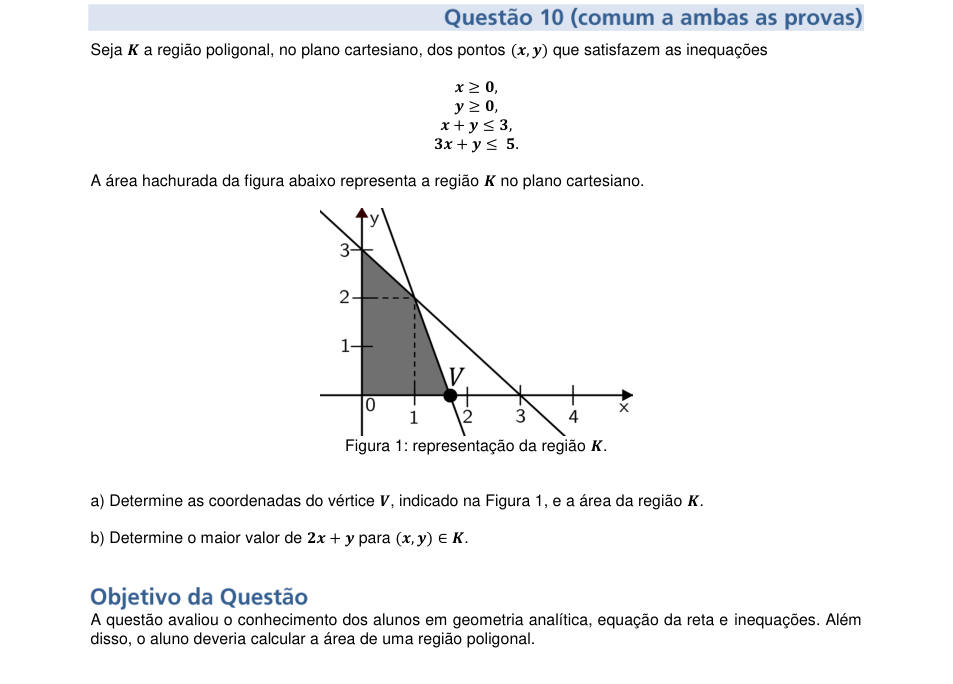 Questão 10 (comum a ambas as provas)
Seja K a região poligonal, no plano cartesiano, dos pontos (x, y) que satisfazem as inequações
x ≥ 0,
y ≥ 0,
x + y ≤ 3,
3x + y ≤ 5.
A área hachurada da figura abaixo representa a região K no plano cartesiano.
y
3
2
1
V
0
1 2 3 4 x
Figura 1: representação da região K.
a) Determine as coordenadas do vértice V, indicado na Figura 1, e a área da região K.
b) Determine o maior valor de 2x + y para (x, y) ∈ K.
Objetivo da Questão
A questão avaliou o conhecimento dos alunos em geometria analítica, equação da reta e inequações. Além
disso, o aluno deveria calcular a área de uma região poligonal.